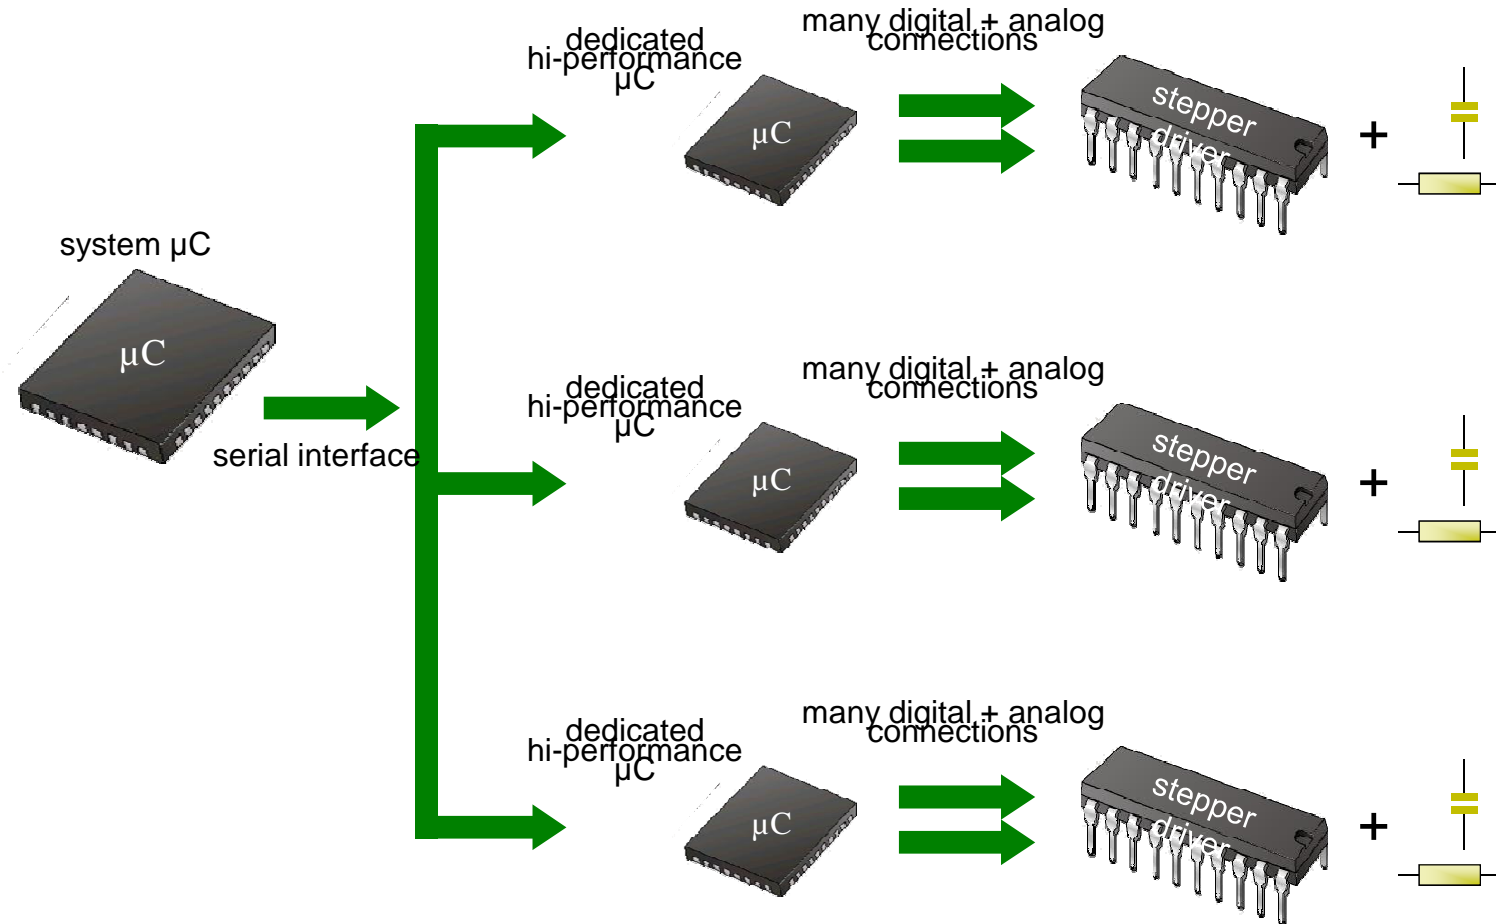 dedicated
hi-performance
µC
many digital + analog
connections
µC
stepper
driver
+
system µC
µC
serial interface
dedicated
hi-performance
µC
many digital + analog
connections
µC
stepper
driver
+
dedicated
hi-performance
µC
many digital + analog
connections
µC
stepper
driver
+